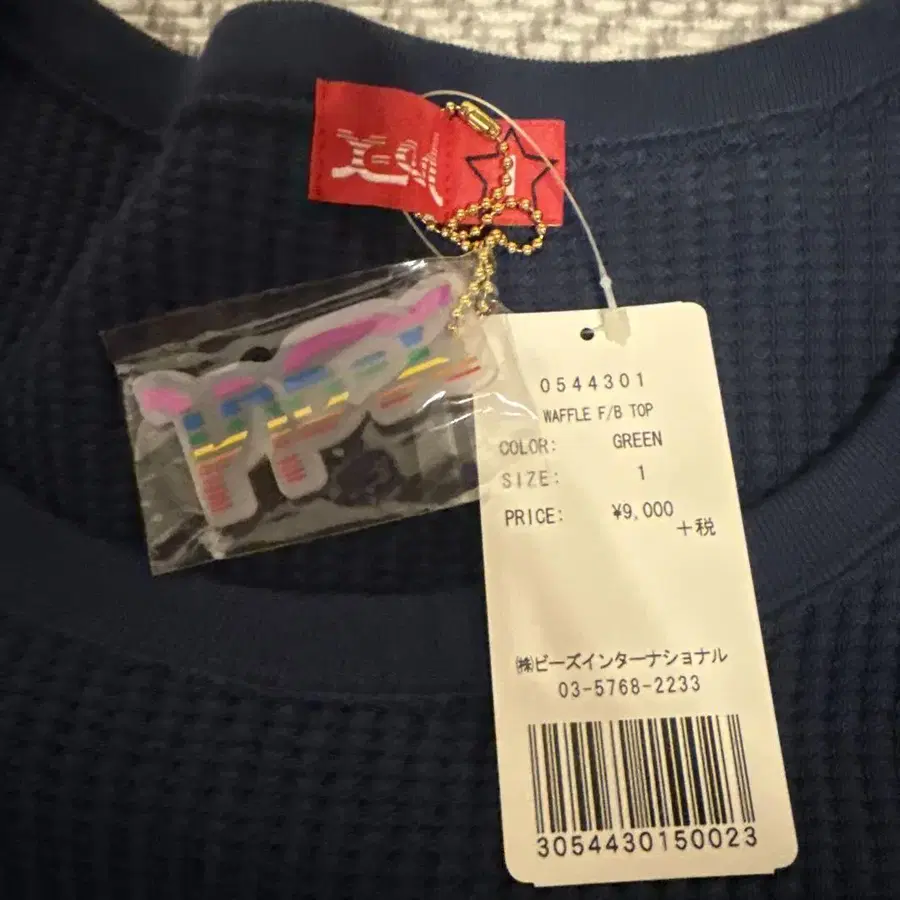 0544301
WAFFLE F/B TOP
COLOR: GREEN
SIZE: 1
PRICE: ¥9,000
+税
㈱ビーズインターナショナル
03-5768-2233
3054430150023